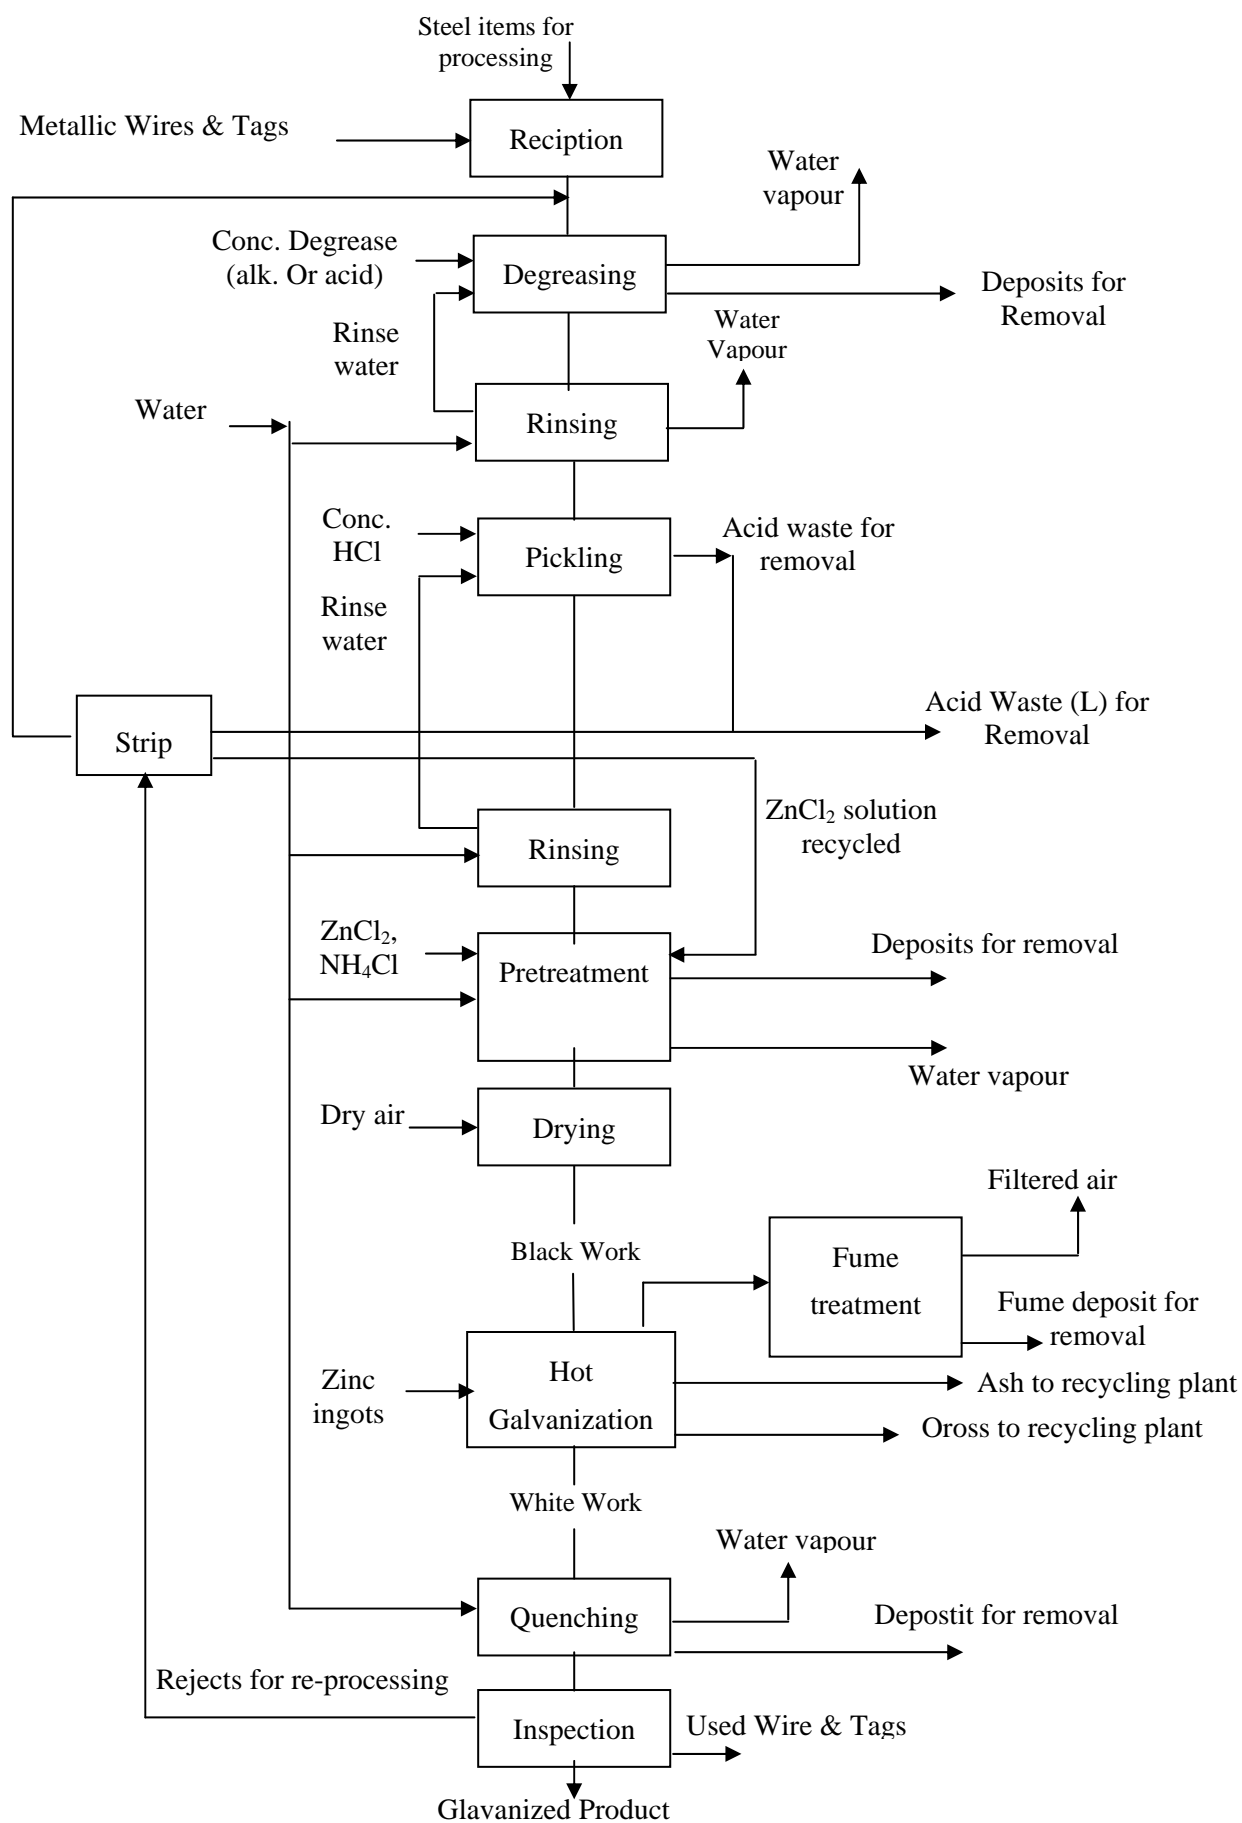 Steel items for
processing
Metallic Wires & Tags
Reciption
Water
vapour
Conc. Degrease
(alk. Or acid)
Degreasing
Deposits for
Removal
Rinse
water
Water
Vapour
Water
Rinsing
Conc.
HCl
Pickling
Acid waste for
removal
Rinse
water
Strip
Acid Waste (L) for
Removal
ZnCl₂ solution
recycled
Rinsing
ZnCl₂,
NH₄Cl
Pretreatment
Deposits for removal
Water vapour
Dry air
Drying
Filtered air
Black Work
Fume
treatment
Fume deposit for
removal
Zinc
ingots
Hot
Galvanization
Ash to recycling plant
Oross to recycling plant
White Work
Water vapour
Quenching
Depostit for removal
Rejects for re-processing
Inspection
Used Wire & Tags
Glavanized Product